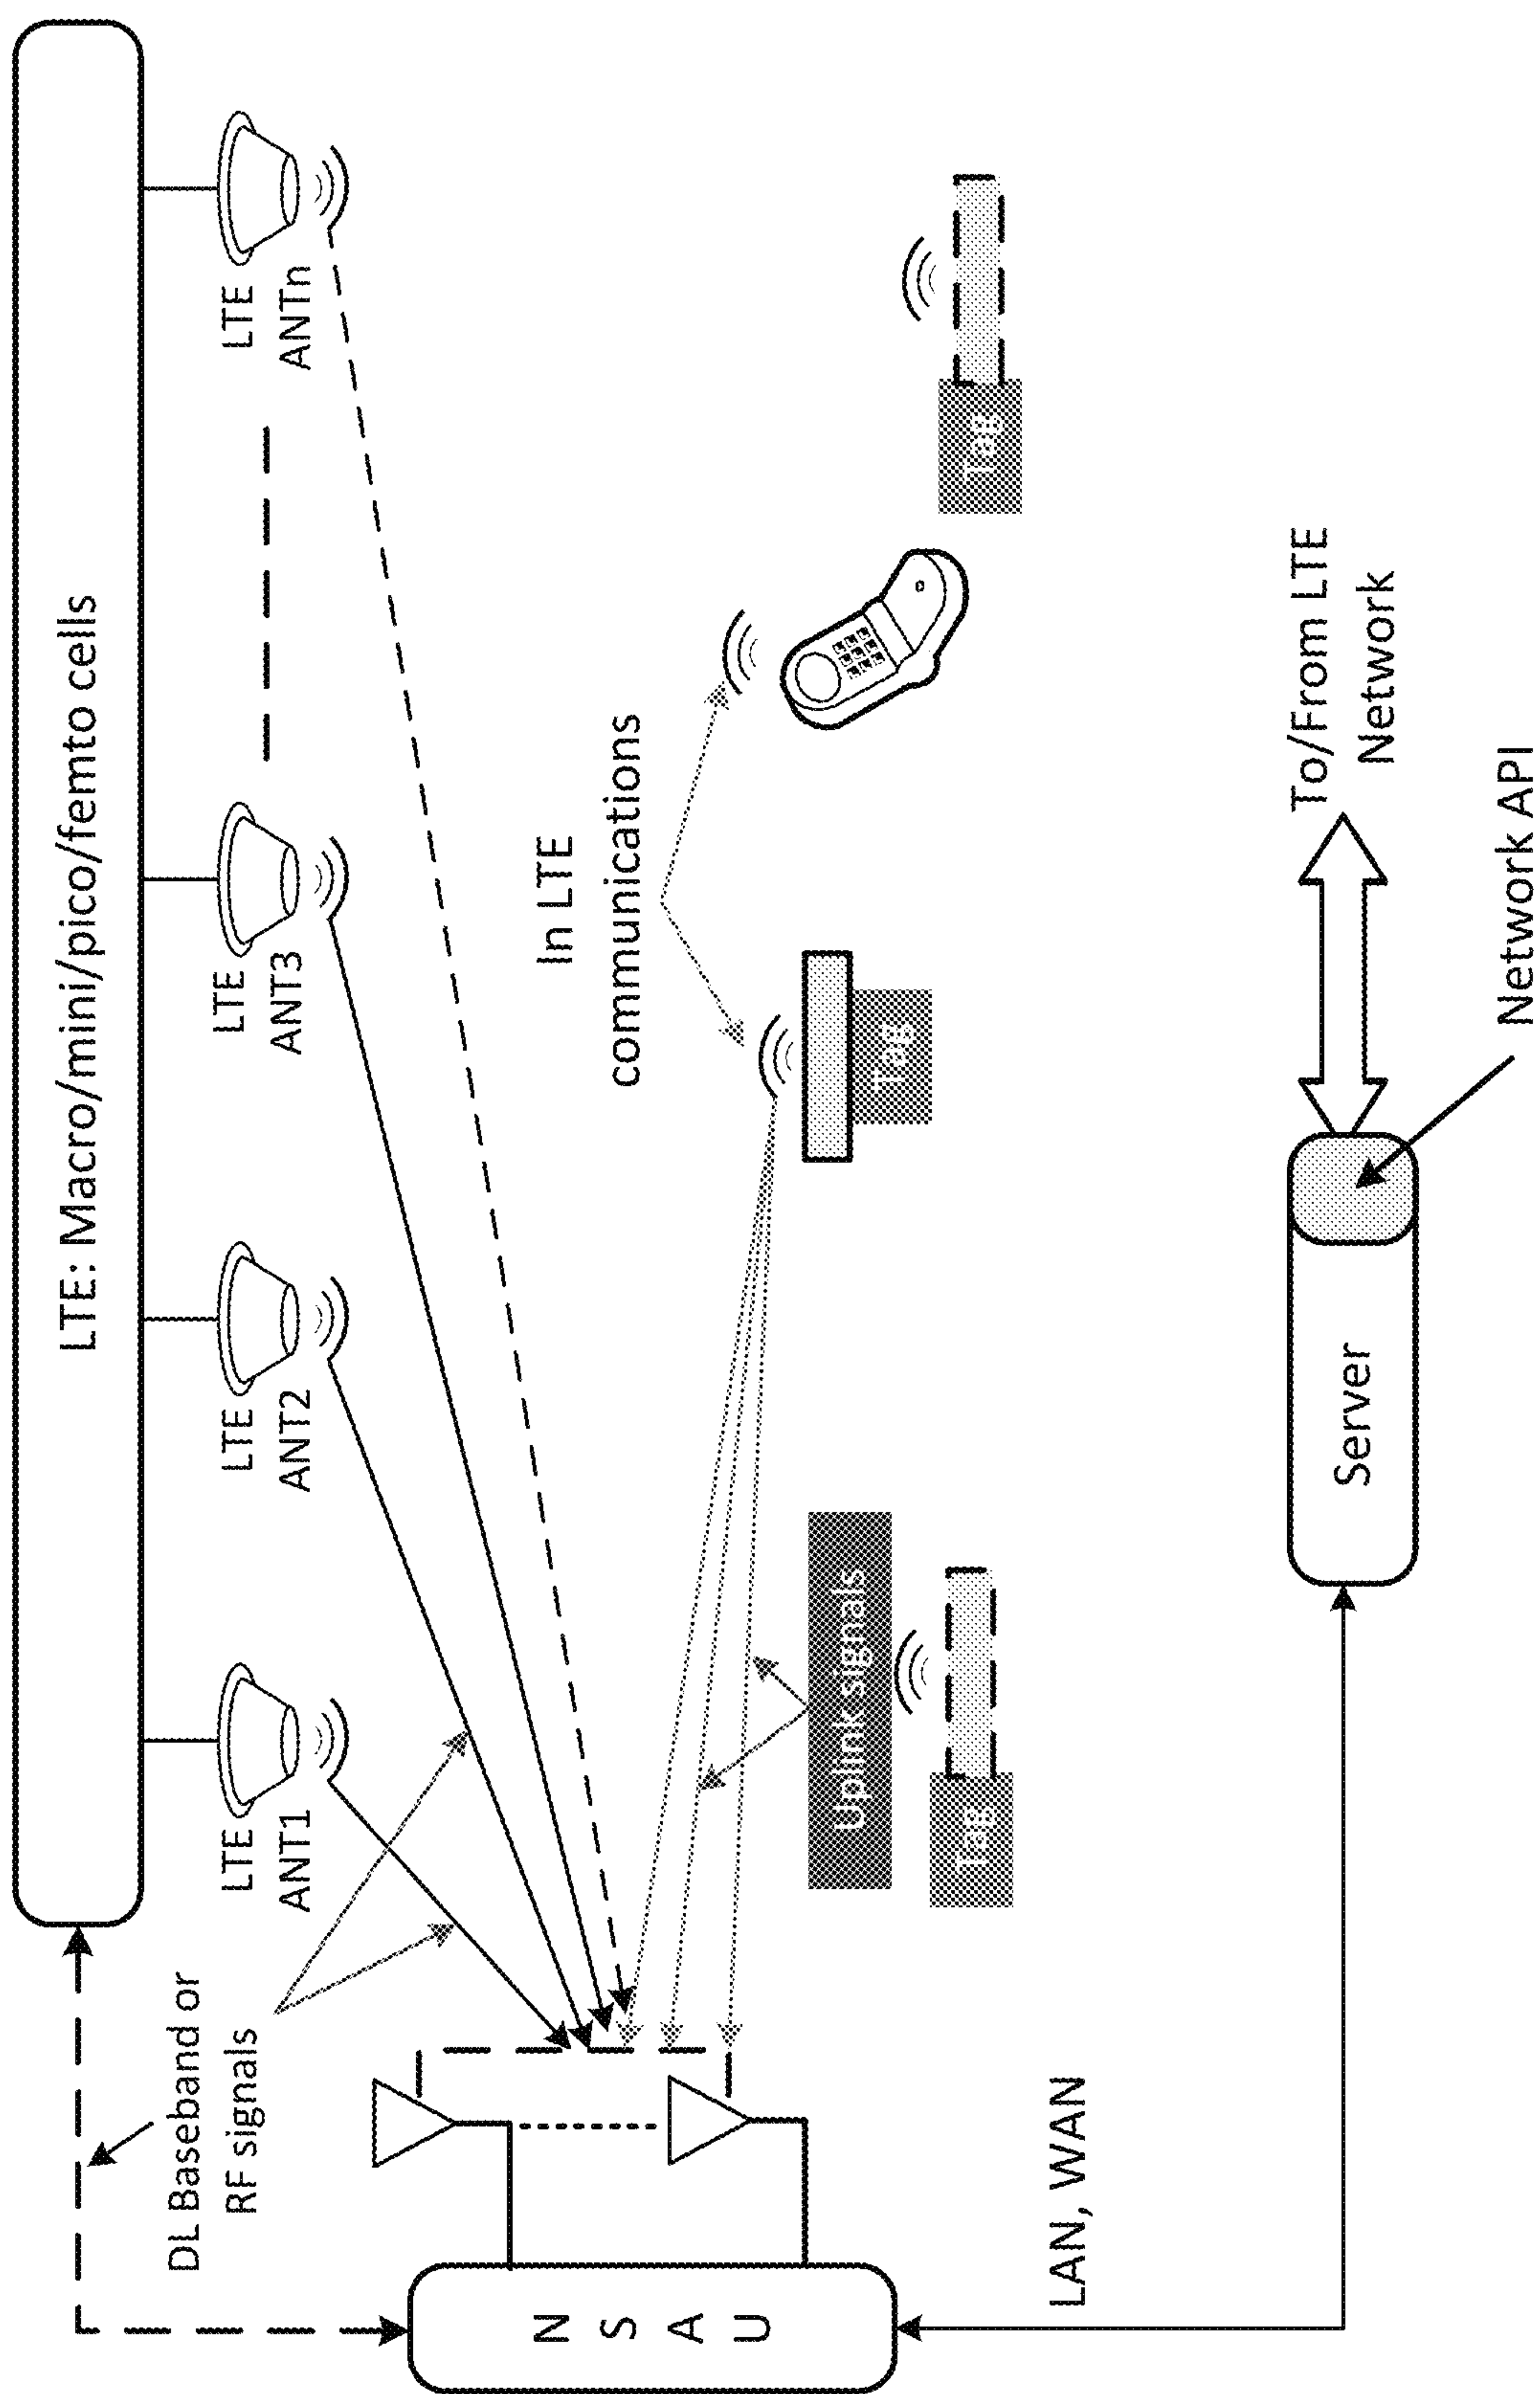 LTE: Macro/mini/pico/femto cells
DL Baseband or
RF signals
LTE
ANT1
LTE
ANT2
LTE
ANT3
LTE
ANTn
In LTE
communications
N
S
A
U
Uplink signals
Tag
Tag
Tag
LAN, WAN
Server
To/From LTE
Network
Network API